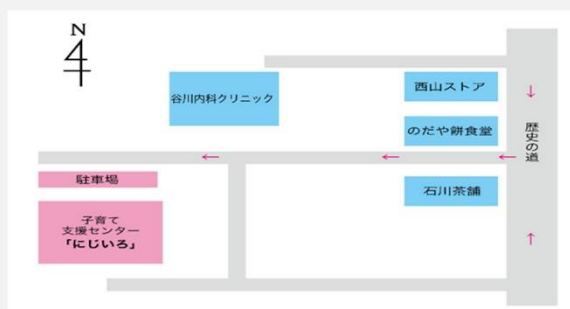 N
谷川内科クリニック
西山ストア
のだや餅食堂
歴史の道
石川茶舗
駐車場
子育て
支援センター
「にじいろ」